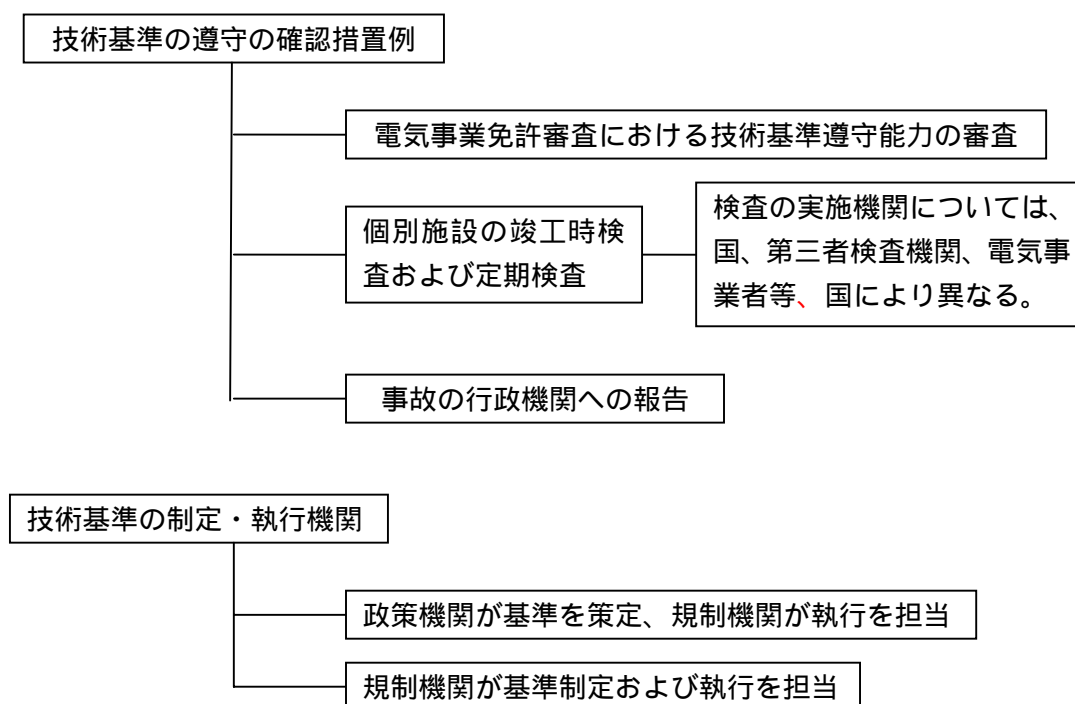 技術基準の遵守の確認措置例
電気事業免許審査における技術基準遵守能力の審査
個別施設の竣工時検
査および定期検査
検査の実施機関については、
国、第三者検査機関、電気事
業者等、国により異なる。
事故の行政機関への報告
技術基準の制定・執行機関
政策機関が基準を策定、規制機関が執行を担当
規制機関が基準制定および執行を担当